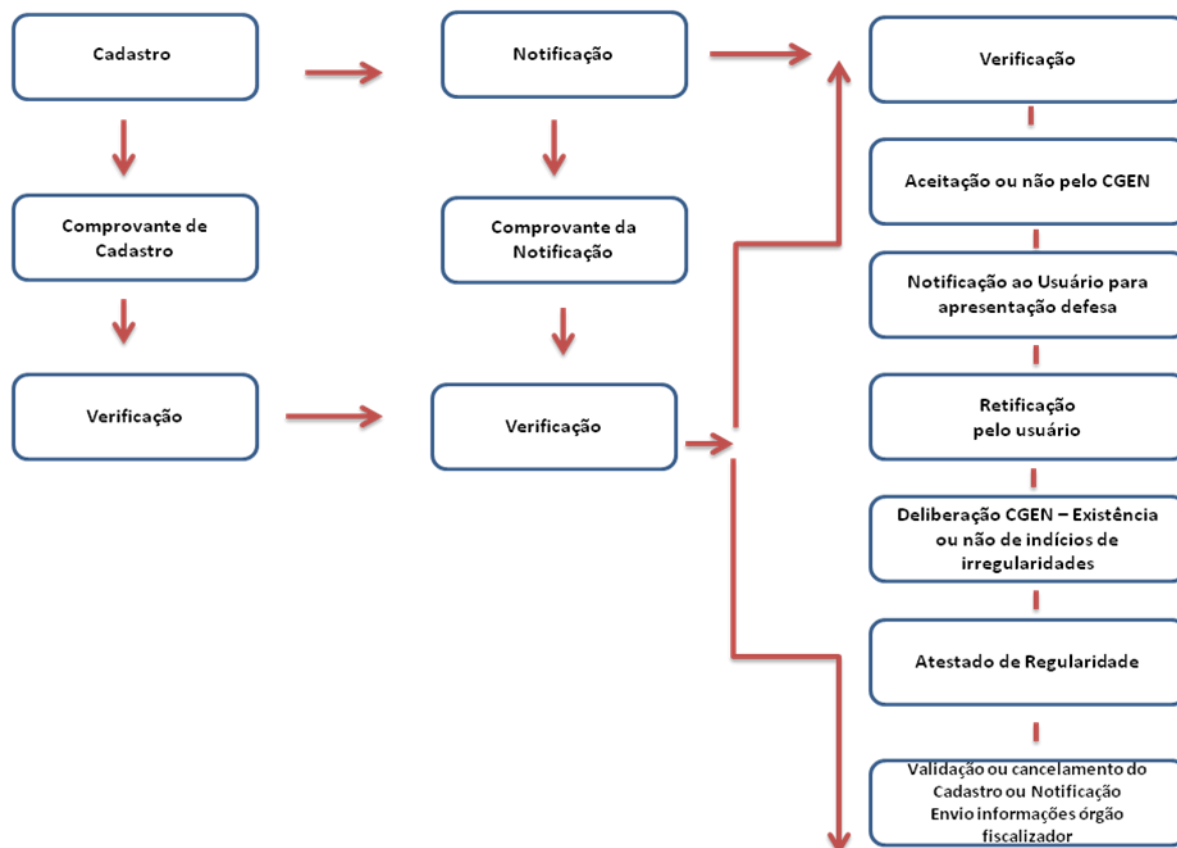 Cadastro
Comprovante de
Cadastro
Verificação
Notificação
Comprovante da
Notificação
Verificação
Verificação
Aceitação ou não pelo CGEN
Notificação ao Usuário para
apresentação defesa
Retificação
pelo usuário
Deliberação CGEN – Existência
ou não de indícios de
irregularidades
Atestado de Regularidade
Validação ou cancelamento do
Cadastro ou Notificação
Envio informações órgão
fiscalizador